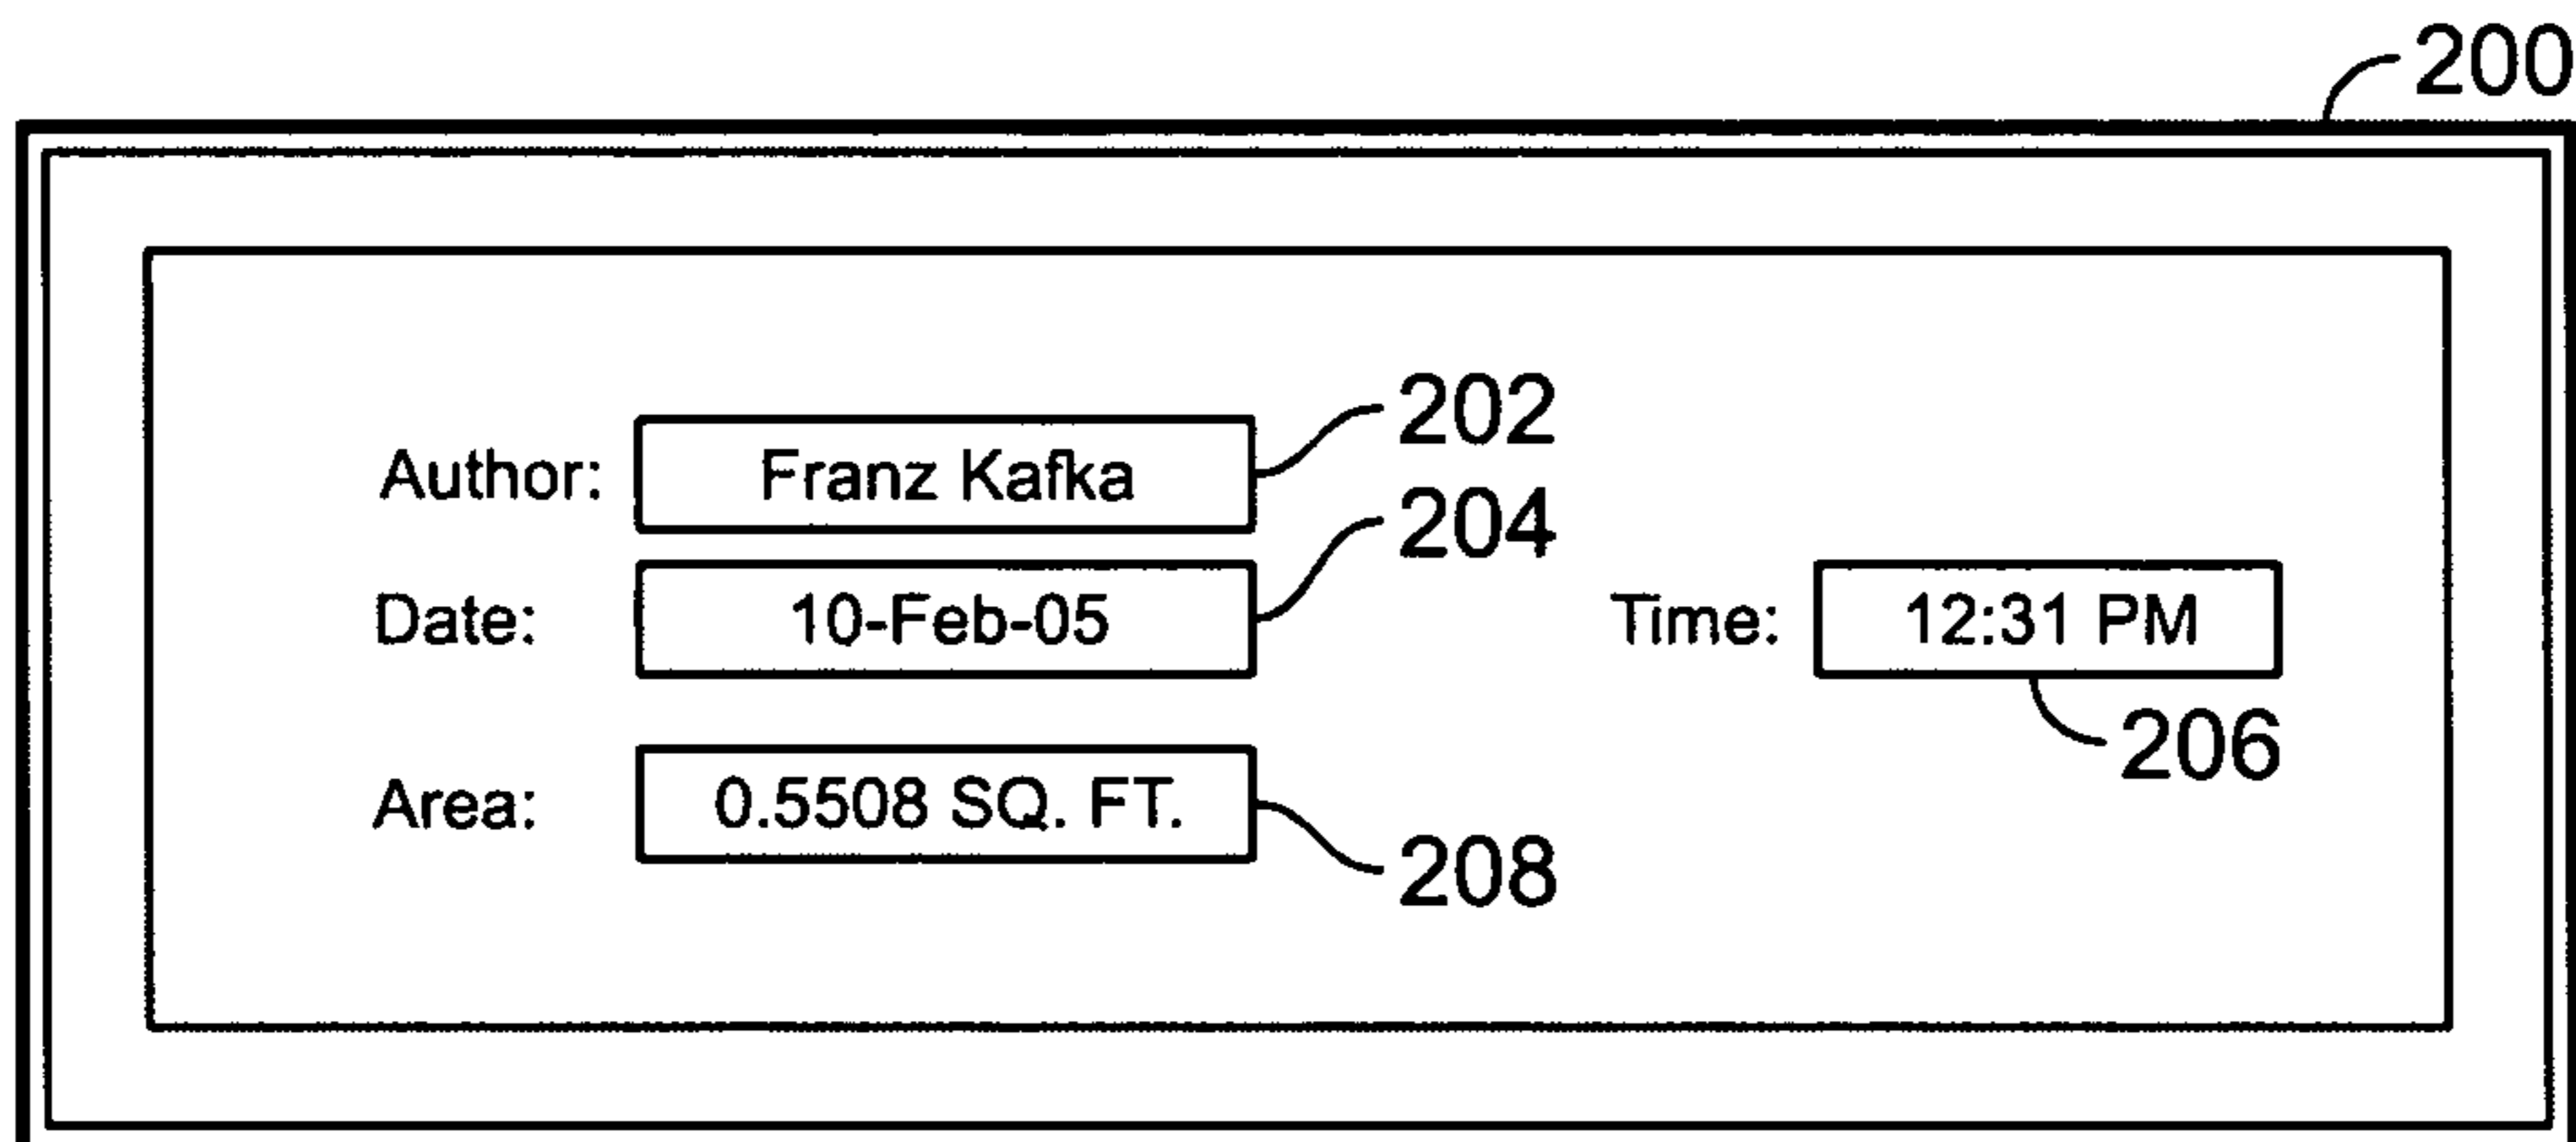 200
Author: Franz Kafka 202
204
Date: 10-Feb-05 Time: 12:31 PM
206
Area: 0.5508 SQ. FT.
208